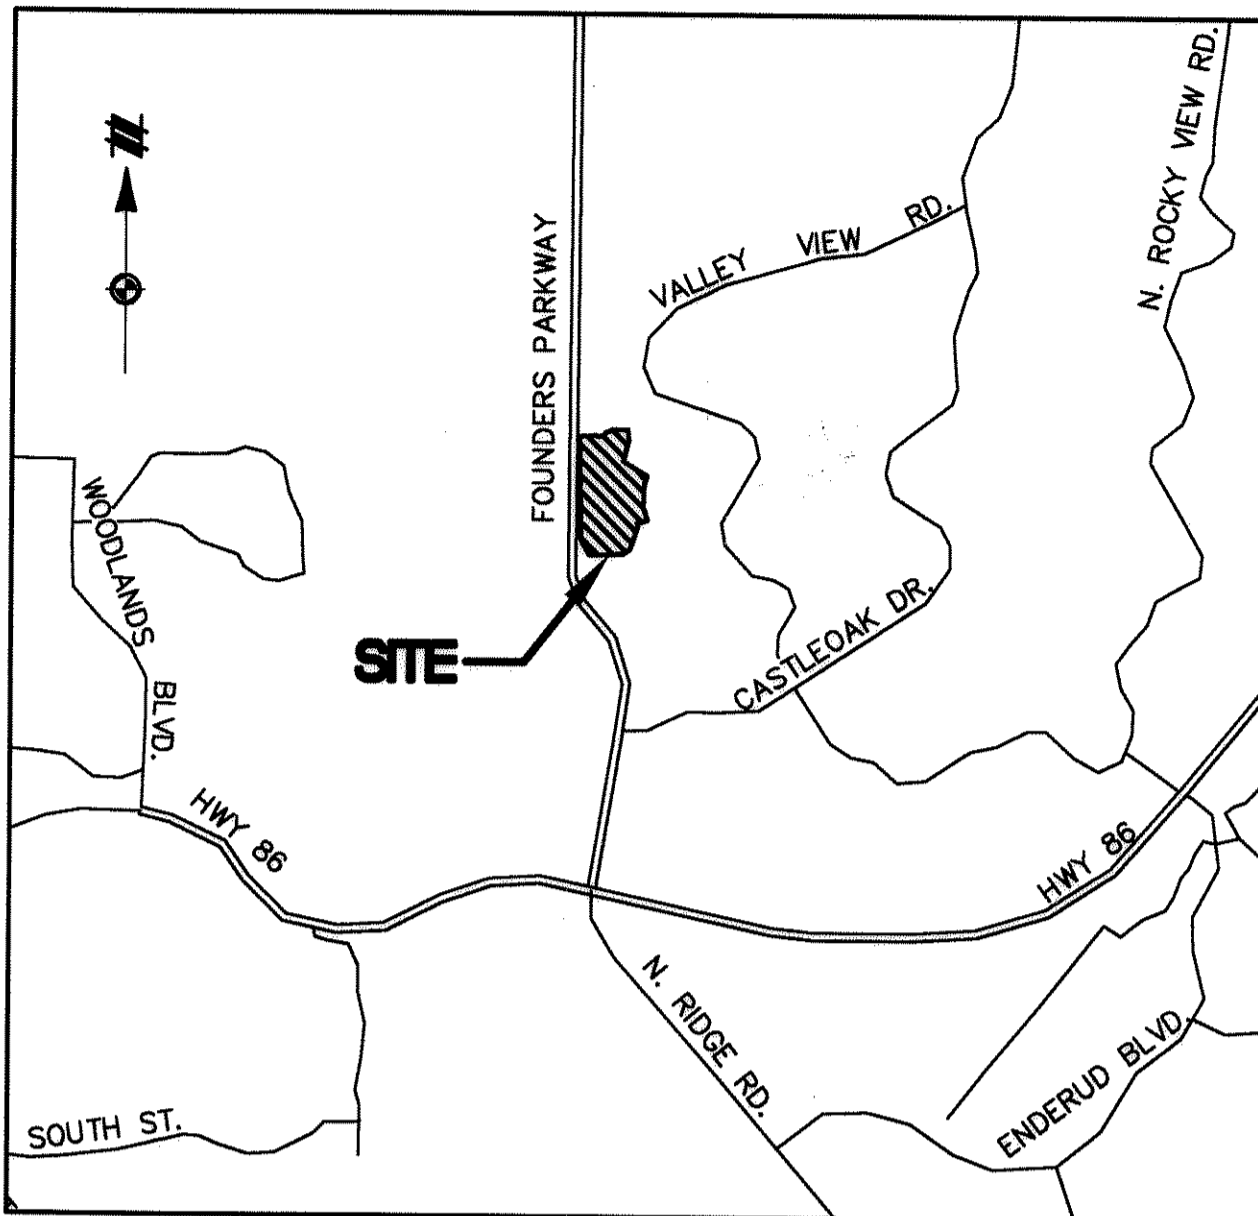 N. ROCKY VIEW RD.
N
VALLEY VIEW RD.
FOUNDERS PARKWAY
WOODLANDS BLVD.
SITE
CASTLEOAK DR.
HWY 86
HWY 86
N. RIDGE RD.
ENDERUD BLVD.
SOUTH ST.